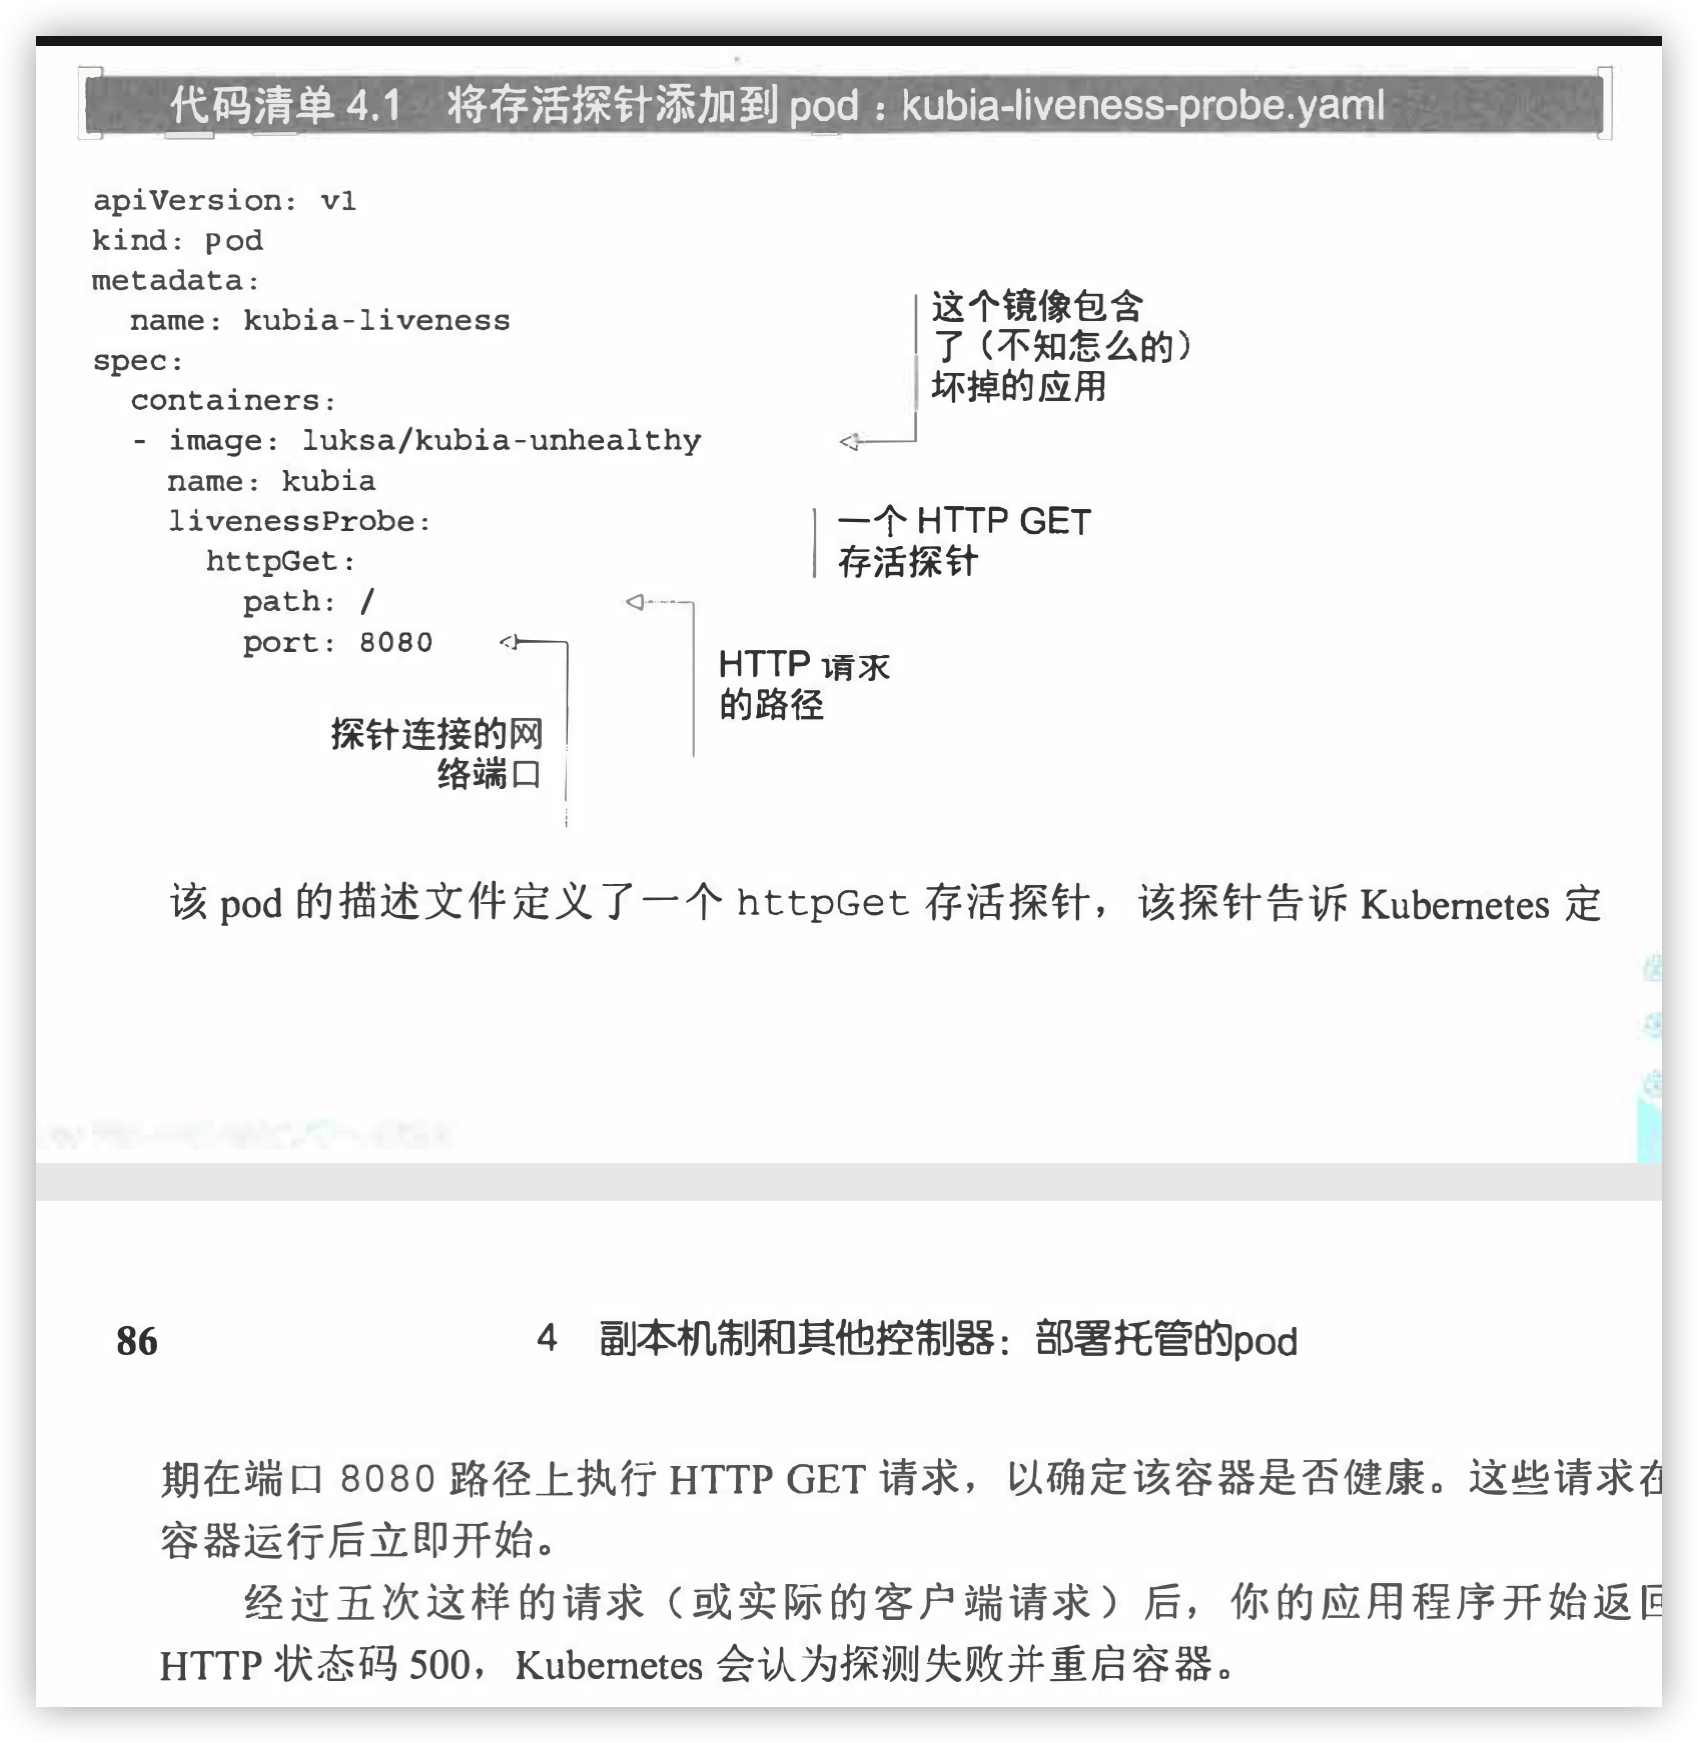 代码清单 4.1 将存活探针添加到 pod：kubia-liveness-probe.yaml
apiVersion: v1
kind: pod
metadata:
  name: kubia-liveness
spec:
  containers:
  - image: luksa/kubia-unhealthy
    name: kubia
    livenessProbe:
      httpGet:
        path: /
        port: 8080
这个镜像包含
了（不知怎么的）
坏掉的应用
一个 HTTP GET
存活探针
HTTP 请求
的路径
探针连接的网
络端口
该 pod 的描述文件定义了一个 httpGet 存活探针，该探针告诉 Kubernetes 定
86 4 副本机制和其他控制器：部署托管的pod
期在端口 8080 路径上执行 HTTP GET 请求，以确定该容器是否健康。这些请求在
容器运行后立即开始。
经过五次这样的请求（或实际的客户端请求）后，你的应用程序开始返回
HTTP 状态码 500，Kubernetes 会认为探测失败并重启容器。